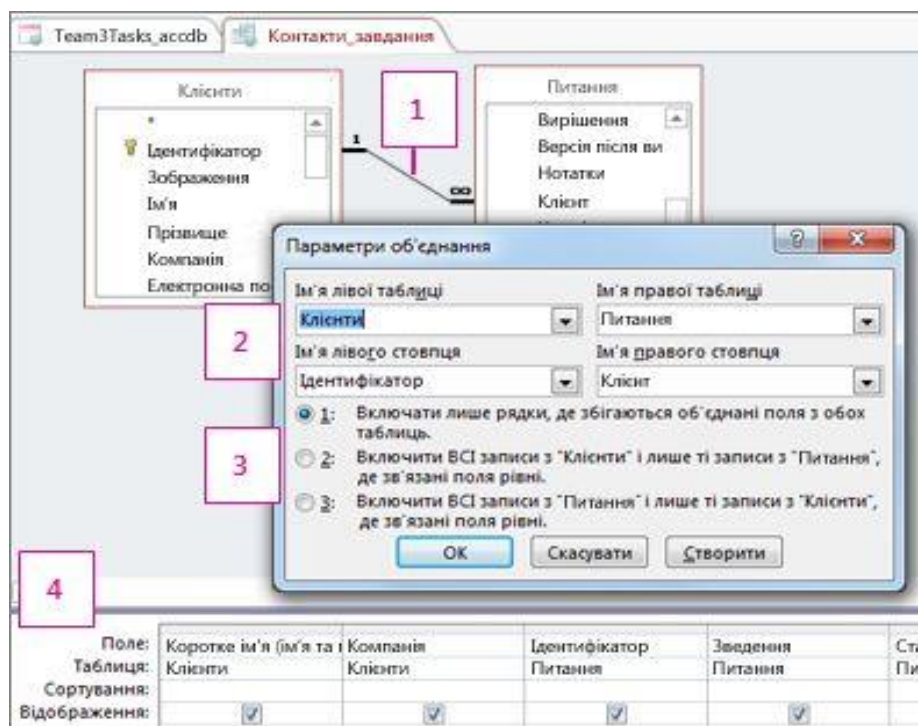 Team3Tasks_accdb
Контакти_завдання
Клієнти
*
Ідентифікатор
Зображення
Ім'я
Прізвище
Компанія
Електронна по
1
1
∞
Питання
Вирішення
Версія після ви
Нотатки
Клієнт
Параметри об'єднання
Ім'я лівої таблиці
Ім'я правої таблиці
2
Клієнти
Питання
Ім'я лівого стовпця
Ім'я правого стовпця
Ідентифікатор
Клієнт
3
1: Включати лише рядки, де збігаються об'єднані поля з обох
таблиць.
2: Включити ВСІ записи з "Клієнти" і лише ті записи з "Питання",
де зв'язані поля рівні.
3: Включити ВСІ записи з "Питання" і лише ті записи з "Клієнти",
де зв'язані поля рівні.
ОК
Скасувати
Створити
4
Поле: Коротке ім'я (ім'я та Компанія Ідентифікатор Зведення Ста
Таблиця: Клієнти Клієнти Питання Питання Пи
Сортування:
Відображення: